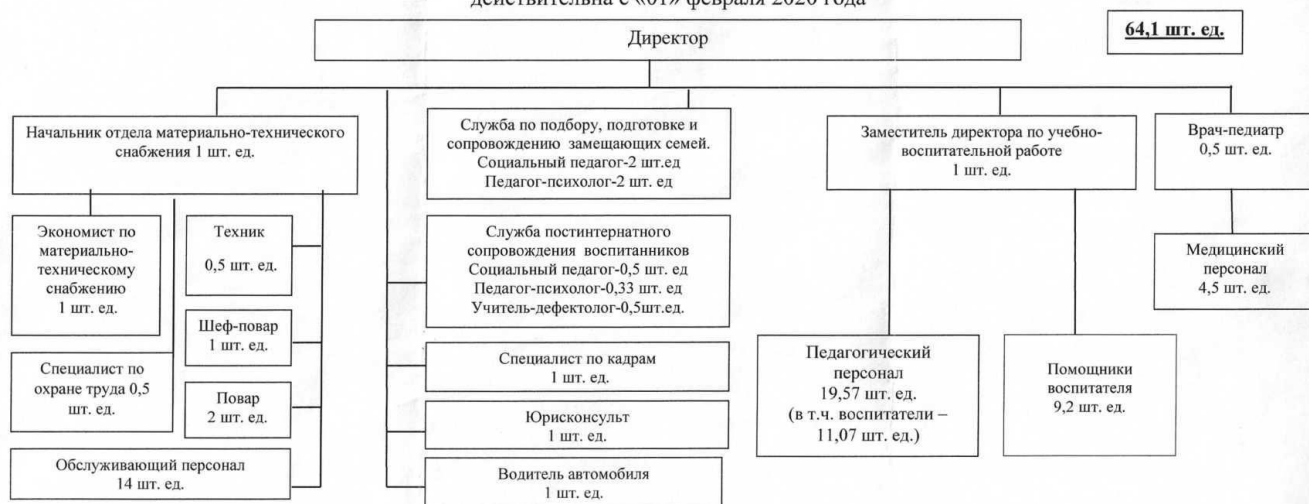 действительна с «01» февраля 2020 года
Директор
64,1 шт. ед.
Начальник отдела материально-технического
снабжения 1 шт. ед.
Служба по подбору, подготовке и
сопровождению замещающих семей.
Социальный педагог-2 шт.ед
Педагог-психолог-2 шт. ед
Заместитель директора по учебно-
воспитательной работе
1 шт. ед.
Врач-педиатр
0,5 шт. ед.
Экономист по
материально-
техническому
снабжению
1 шт. ед.
Техник
0,5 шт. ед.
Служба постинтернатного
сопровождения воспитанников
Социальный педагог-0,5 шт. ед
Педагог-психолог-0,33 шт. ед
Учитель-дефектолог-0,5шт.ед.
Медицинский
персонал
4,5 шт. ед.
Шеф-повар
1 шт. ед.
Специалист по
охране труда 0,5
шт. ед.
Повар
2 шт. ед.
Специалист по кадрам
1 шт. ед.
Педагогический
персонал
19,57 шт. ед.
(в т.ч. воспитатели –
11,07 шт. ед.)
Помощники
воспитателя
9,2 шт. ед.
Юрисконсульт
1 шт. ед.
Обслуживающий персонал
14 шт. ед.
Водитель автомобиля
1 шт. ед.